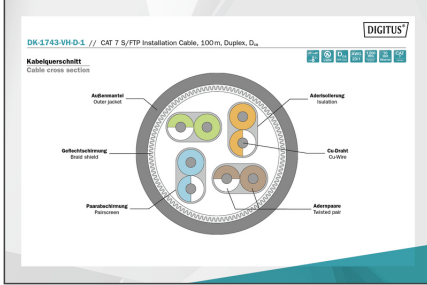 DIGITUS®
DK-1743-VH-D-1 // CAT 7 S/FTP Installation Cable, 100 m, Duplex, Dca
Kabelquerschnitt
Cable cross section
Außenmantel
Outer jacket
Aderisolierung
Isolation
Geflechtschirmung
Braid shield
Cu-Draht
Cu-Wire
Paarabschirmung
Pairscreen
Adernpaare
Twisted pair